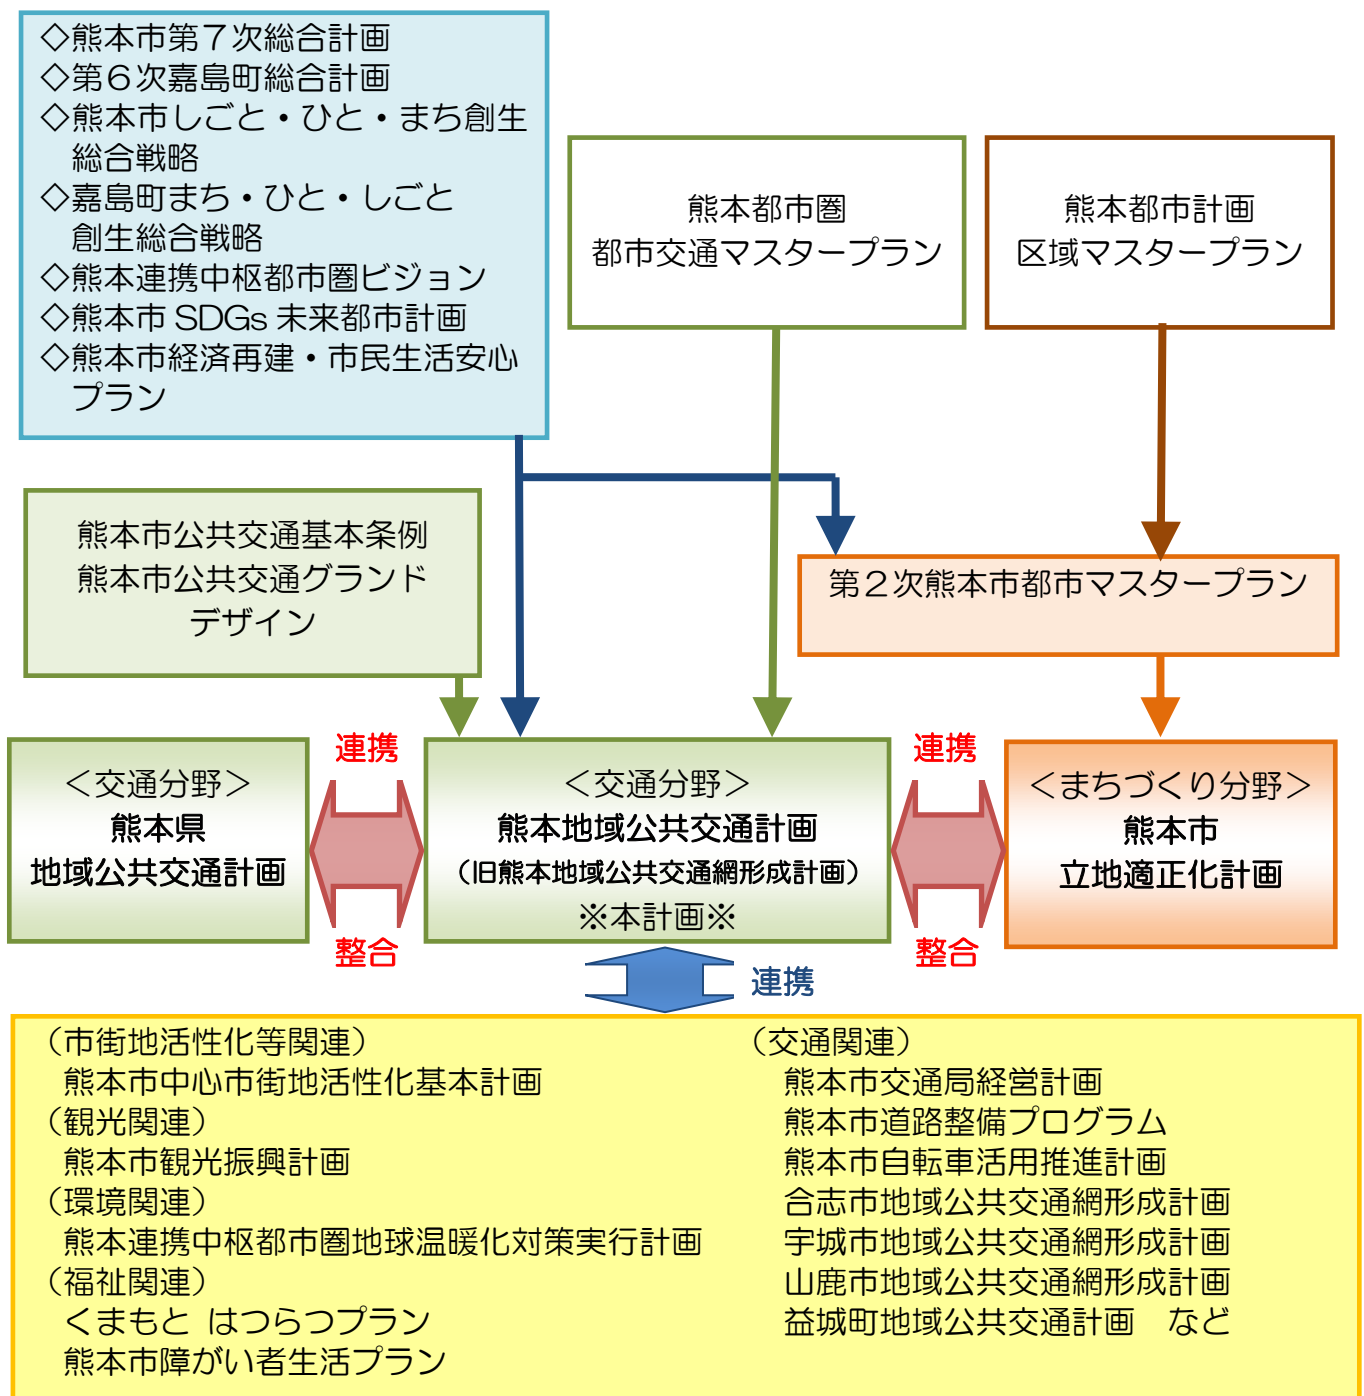 ◇熊本市第７次総合計画
◇第６次嘉島町総合計画
◇熊本市しごと・ひと・まち創生
総合戦略
◇嘉島町まち・ひと・しごと
創生総合戦略
◇熊本連携中枢都市圏ビジョン
◇熊本市 SDGs 未来都市計画
◇熊本市経済再建・市民生活安心
プラン
熊本都市圏
都市交通マスタープラン
熊本都市計画
区域マスタープラン
熊本市公共交通基本条例
熊本市公共交通グランド
デザイン
第２次熊本市都市マスタープラン
＜交通分野＞
熊本県
地域公共交通計画
連携
整合
＜交通分野＞
熊本地域公共交通計画
（旧熊本地域公共交通網形成計画）
※本計画※
連携
整合
＜まちづくり分野＞
熊本市
立地適正化計画
連携
（市街地活性化等関連）
熊本市中心市街地活性化基本計画
（観光関連）
熊本市観光振興計画
（環境関連）
熊本連携中枢都市圏地球温暖化対策実行計画
（福祉関連）
くまもと はつらつプラン
熊本市障がい者生活プラン
（交通関連）
熊本市交通局経営計画
熊本市道路整備プログラム
熊本市自転車活用推進計画
合志市地域公共交通網形成計画
宇城市地域公共交通網形成計画
山鹿市地域公共交通網形成計画
益城町地域公共交通計画　など